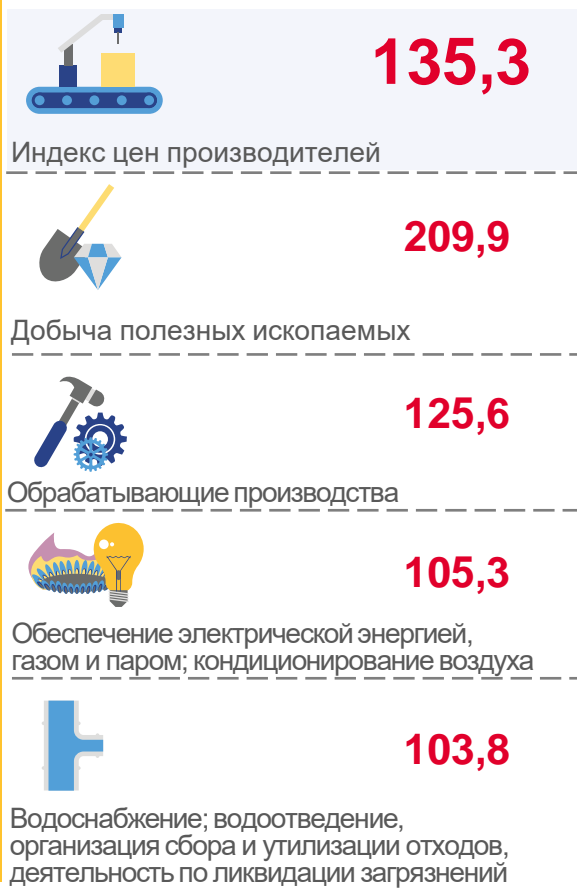 135,3
Индекс цен производителей
209,9
Добыча полезных ископаемых
125,6
Обрабатывающие производства
105,3
Обеспечение электрической энергией,
газом и паром; кондиционирование воздуха
103,8
Водоснабжение; водоотведение,
организация сбора и утилизации отходов,
деятельность по ликвидации загрязнений